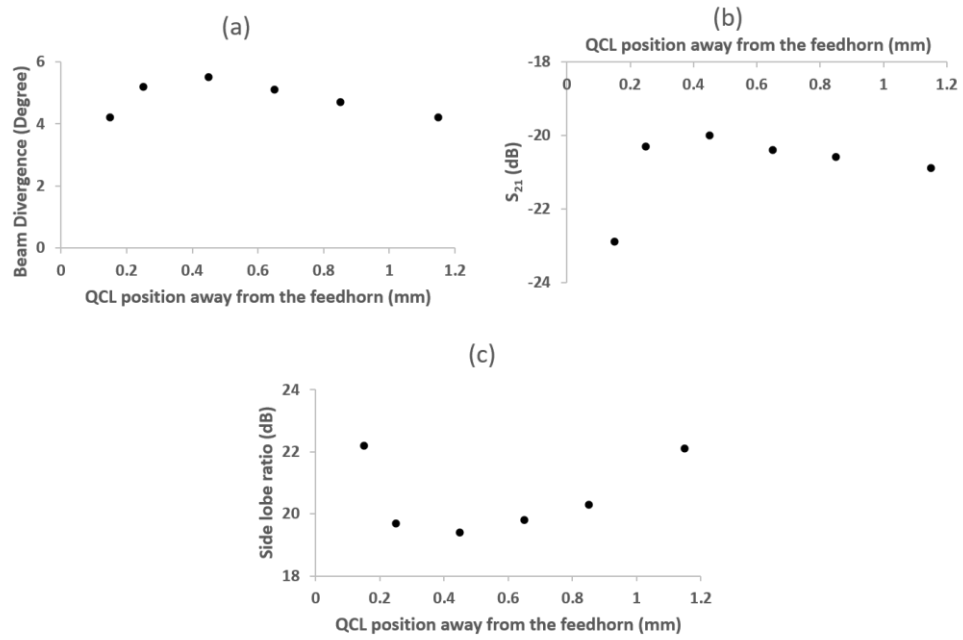 (a)
Beam Divergence (Degree)
6
4
2
0
0 0.2 0.4 0.6 0.8 1 1.2
QCL position away from the feedhorn (mm)
(b)
QCL position away from the feedhorn (mm)
0 0.2 0.4 0.6 0.8 1 1.2
S21 (dB)
-18
-20
-22
-24
(c)
Side lobe ratio (dB)
24
22
20
18
0 0.2 0.4 0.6 0.8 1 1.2
QCL position away from the feedhorn (mm)